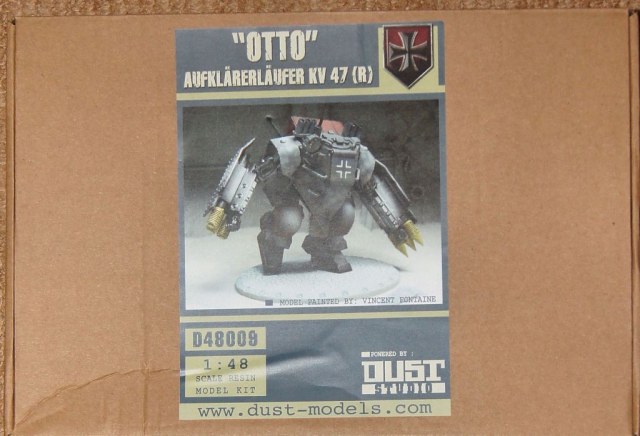 "OTTO"
AUFKLÄRERLÄUFER KV 47 (R)
MODEL PAINTED BY: VINCENT FONTAINE
D48009
1:48
SCALE RESIN
MODEL KIT
POWERED BY :
DUST
STUDIO
www.dust-models.com